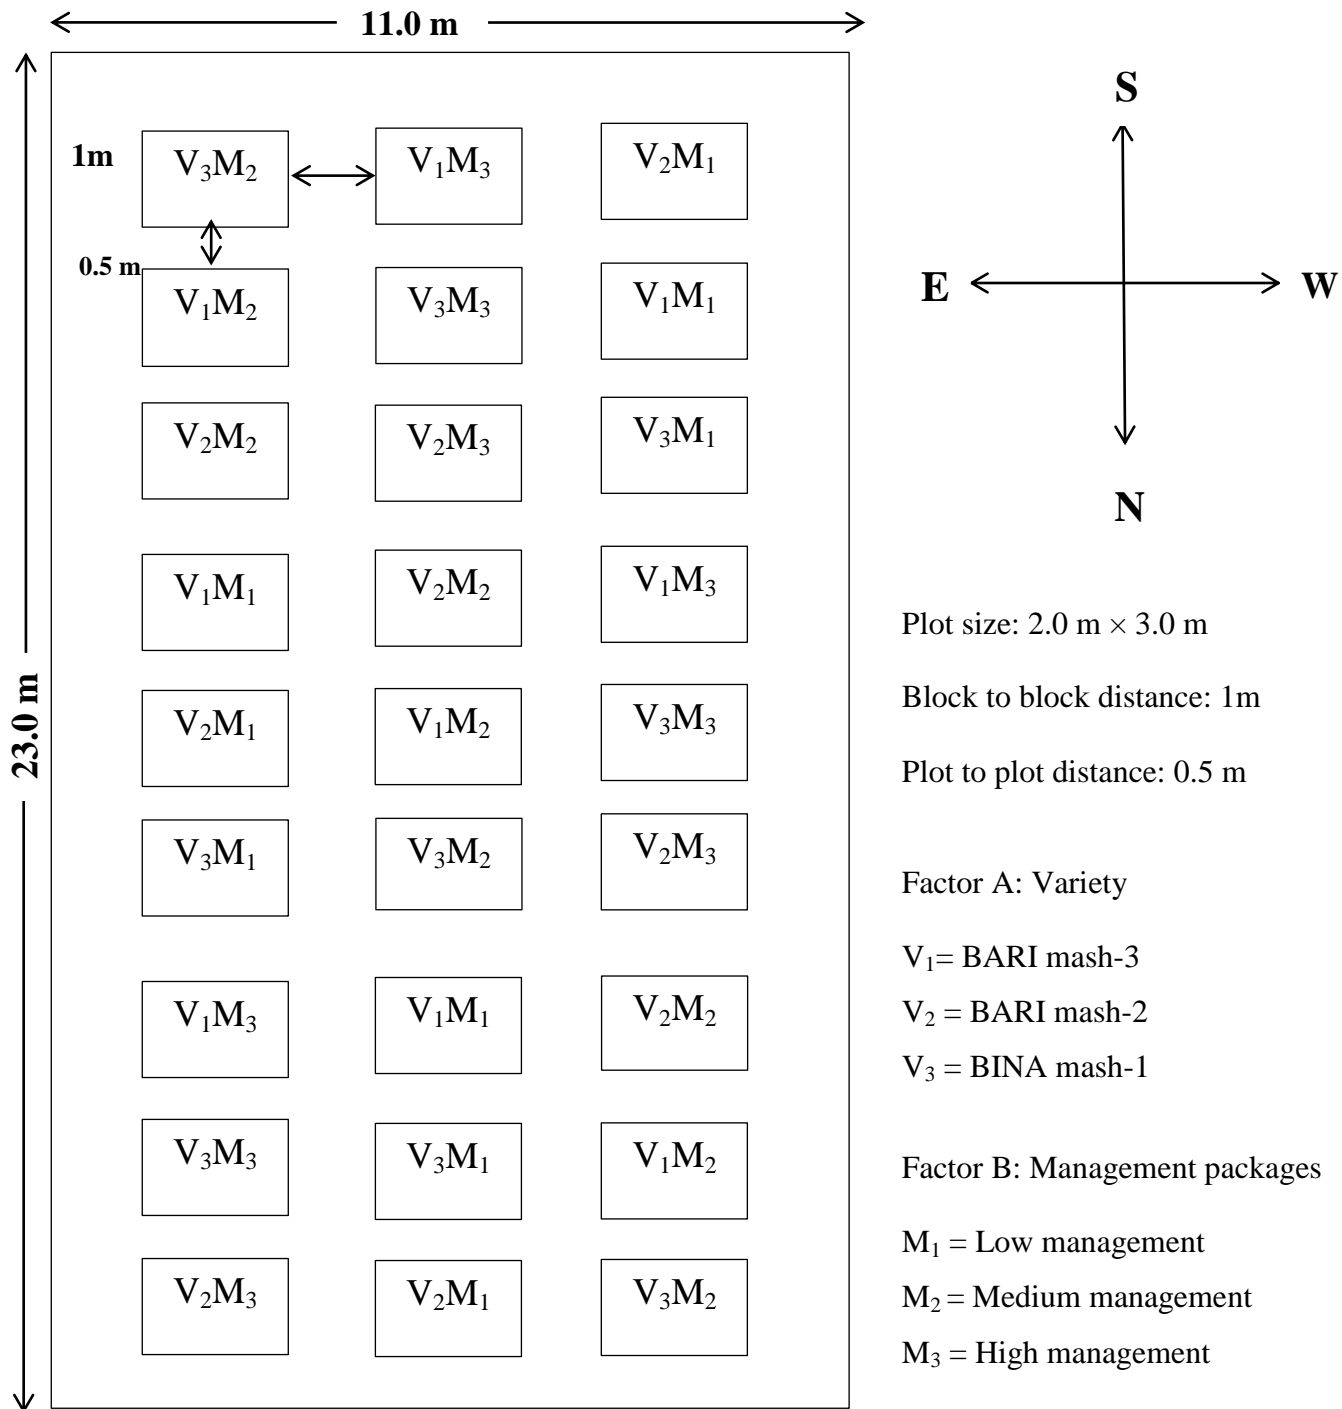 11.0 m
S
1m
V₃M₂
V₁M₃
V₂M₁
0.5 m
V₁M₂
V₃M₃
V₁M₁
E
W
V₂M₂
V₂M₃
V₃M₁
N
V₁M₁
V₂M₂
V₁M₃
Plot size: 2.0 m × 3.0 m
23.0 m
V₂M₁
V₁M₂
V₃M₃
Block to block distance: 1m
Plot to plot distance: 0.5 m
V₃M₁
V₃M₂
V₂M₃
Factor A: Variety
V₁= BARI mash-3
V₁M₃
V₁M₁
V₂M₂
V₂ = BARI mash-2
V₃ = BINA mash-1
V₃M₃
V₃M₁
V₁M₂
Factor B: Management packages
M₁ = Low management
V₂M₃
V₂M₁
V₃M₂
M₂ = Medium management
M₃ = High management